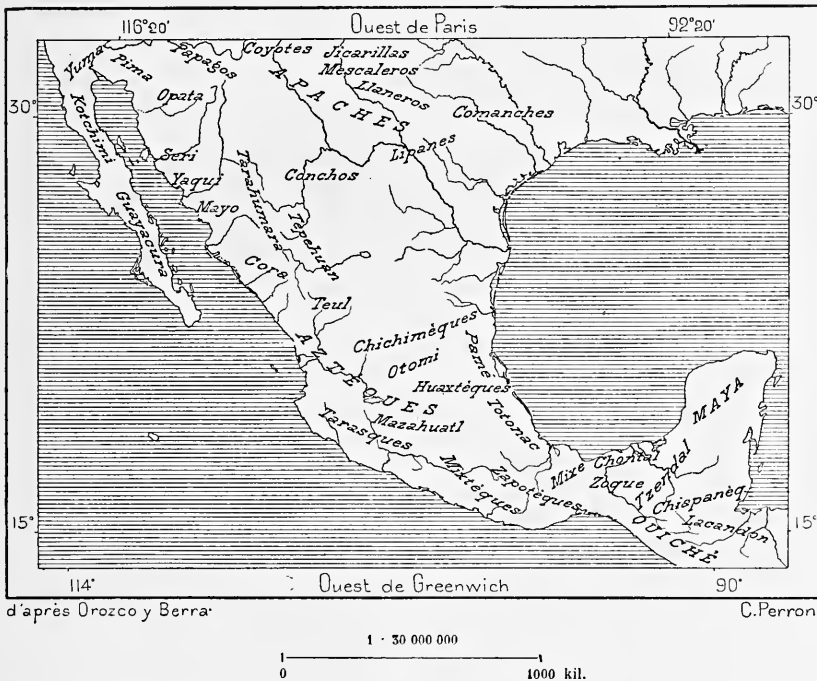 116°20' Ouest de Paris 92°20'
Coyotes Jicarillas
Yuma Pima Papagos Mescaleros
APACHES Llaneros
Opata Comanches
30° 30°
Kotchimi
Lipanes
Seri
Tarahumara Conchos
Yaqui
Guayacura
Mayo Tepehuan
Cora
Teul
Chichimèques
AZTÈQUES Otomi Pamé
Huaxtèques MAYA
Totonac
Mazahuatl
Tarasques
Mixe Chontal Tzendal
Mixtèques Zapotèques Zoque
Chispanèq
Lacandon
15° QUICHÉ 15°
114° Ouest de Greenwich 90°
d'après Orozco y Berra. C. Perron
1 : 30 000 000
0 1000 kil.